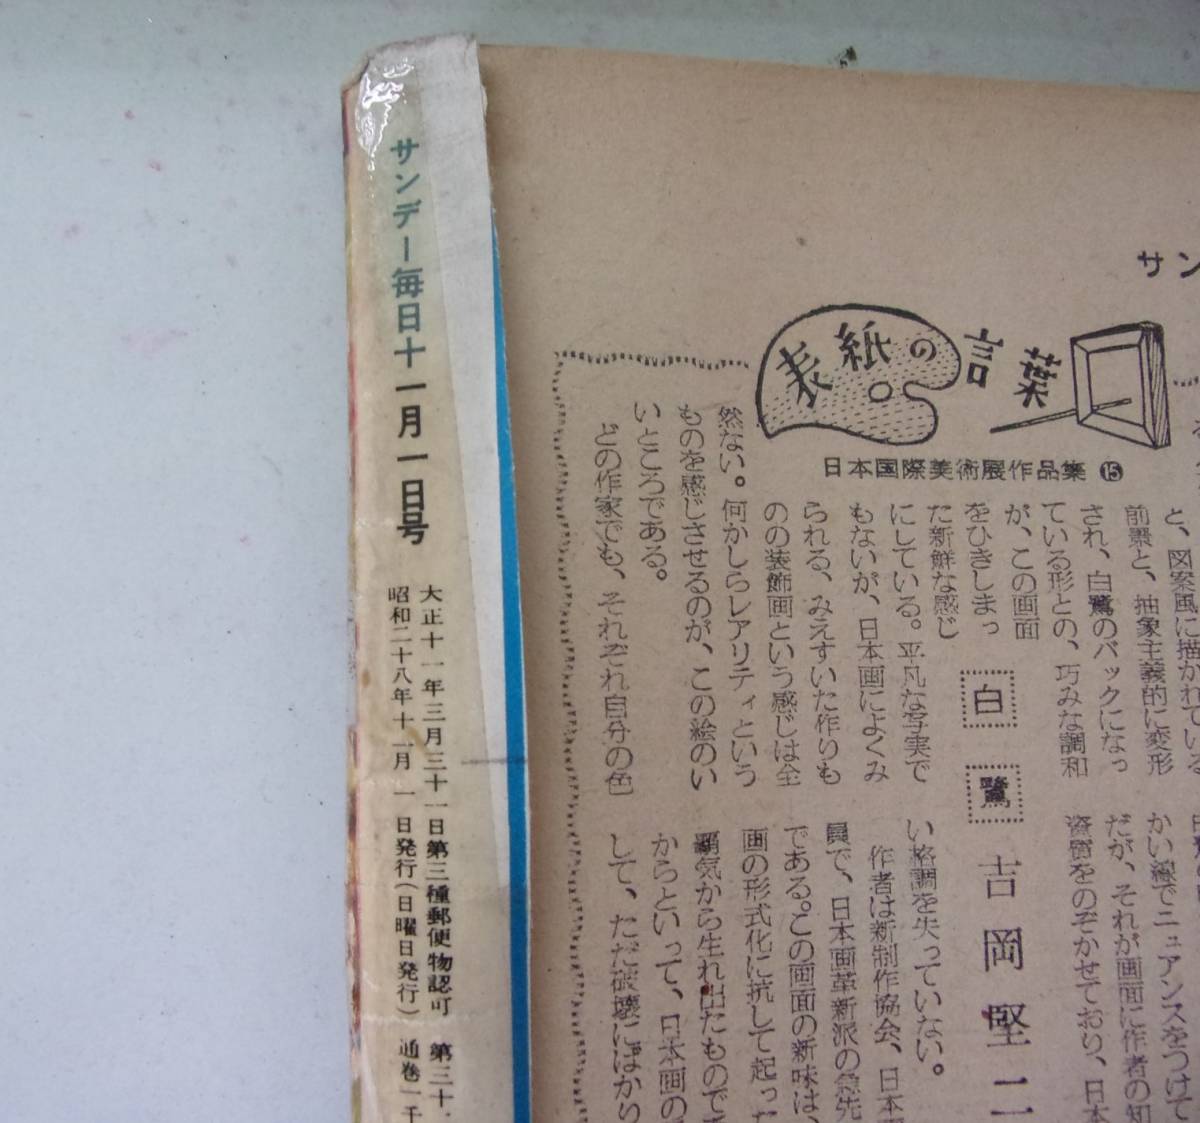 サンデー毎日十一月一日号
大正十一年三月三十一日第三種郵便物認可 第三十
昭和二十八年十一月一日発行(日曜日発行) 通巻一千
サン
表紙の言葉
日本国際美術展作品集 ⑮
白鷺 吉岡堅二
と、図案風に描かれている
前景と、抽象主義的に変形
され、白鷺のバックになっ
ている形との、巧みな調和
が、この画面
をひきしまっ
た新鮮な感じ
にしている。平凡な写実で
もないが、日本画によくみ
られる、みえすいた作りも
のの装飾画という感じは全
然ない。何かしらレアリティという
ものを感じさせるのが、この絵のい
いところである。
どの作家でも、それぞれ自分の色
かい線でニュアンスをつけて
だが、それが画面に作者の知
資質をのぞかせており、日本
い格調を失っていない。
作者は新制作協会、日本
員で、日本画革新派の急先
である。この画面の新味は、
画の形式化に抗して起った
覇気から生れ出たものでき
からといって、日本画の
して、ただ破壊にばから